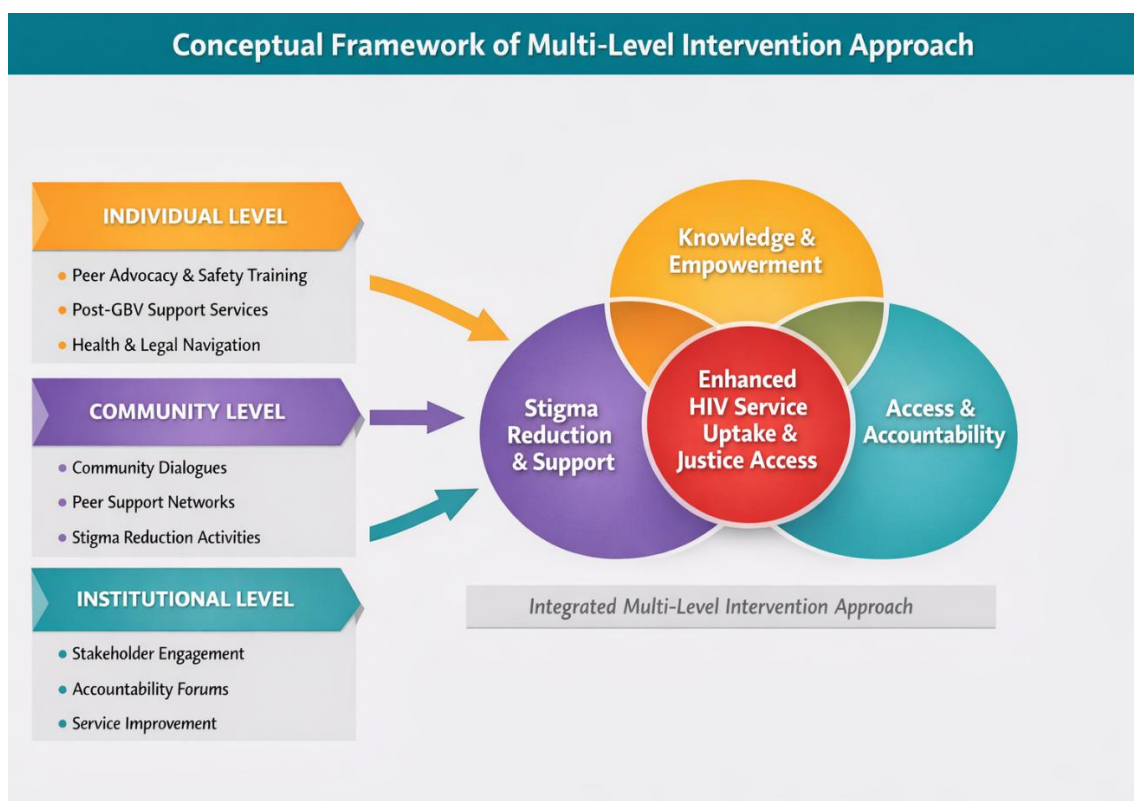 Conceptual Framework of Multi-Level Intervention Approach
INDIVIDUAL LEVEL
• Peer Advocacy & Safety Training
• Post-GBV Support Services
• Health & Legal Navigation
COMMUNITY LEVEL
• Community Dialogues
• Peer Support Networks
• Stigma Reduction Activities
INSTITUTIONAL LEVEL
• Stakeholder Engagement
• Accountability Forums
• Service Improvement
Knowledge &
Empowerment
Stigma
Reduction
& Support
Enhanced
HIV Service
Uptake &
Justice Access
Access &
Accountability
Integrated Multi-Level Intervention Approach